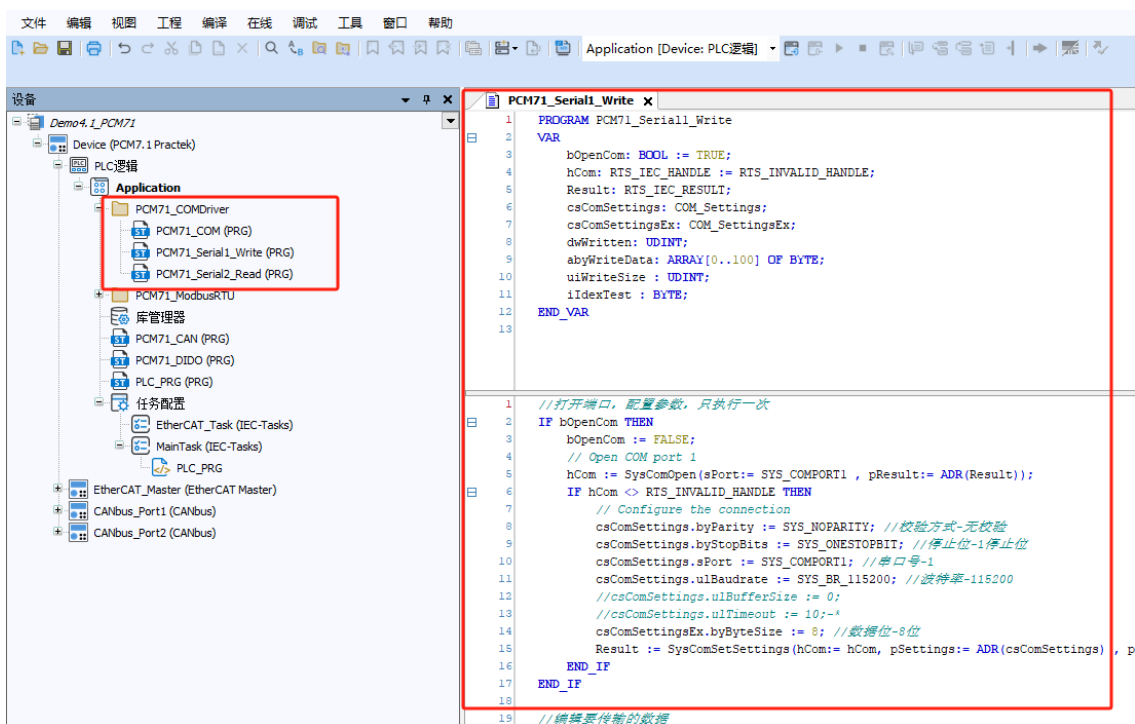 文件 编辑 视图 工程 编译 在线 调试 工具 窗口 帮助
Application [Device: PLC逻辑]
设备
Demo4.1_PCM71
Device (PCM7.1 Practek)
PLC逻辑
Application
PCM71_COMDriver
PCM71_COM (PRG)
PCM71_Serial1_Write (PRG)
PCM71_Serial2_Read (PRG)
PCM71_ModbusRTU
库管理器
PCM71_CAN (PRG)
PCM71_DIDO (PRG)
PLC_PRG (PRG)
任务配置
EtherCAT_Task (IEC-Tasks)
MainTask (IEC-Tasks)
PLC_PRG
EtherCAT_Master (EtherCAT Master)
CANbus_Port1 (CANbus)
CANbus_Port2 (CANbus)
PCM71_Serial1_Write
1 PROGRAM PCM71_Serial1_Write
2 VAR
3 bOpenCom: BOOL := TRUE;
4 hCom: RTS_IEC_HANDLE := RTS_INVALID_HANDLE;
5 Result: RTS_IEC_RESULT;
6 csComSettings: COM_Settings;
7 csComSettingsEx: COM_SettingsEx;
8 dwWritten: UDINT;
9 abyWriteData: ARRAY[0..100] OF BYTE;
10 uiWriteSize : UDINT;
11 iIdexTest : BYTE;
12 END_VAR
13
1 //打开端口，配置参数，只执行一次
2 IF bOpenCom THEN
3 bOpenCom := FALSE;
4 // Open COM port 1
5 hCom := SysComOpen(sPort:= SYS_COMPORT1 , pResult:= ADR(Result));
6 IF hCom <> RTS_INVALID_HANDLE THEN
7 // Configure the connection
8 csComSettings.byParity := SYS_NOPARITY; //校验方式-无校验
9 csComSettings.byStopBits := SYS_ONESTOPBIT; //停止位-1停止位
10 csComSettings.sPort := SYS_COMPORT1; //串口号-1
11 csComSettings.ulBaudrate := SYS_BR_115200; //波特率-115200
12 //csComSettings.ulBufferSize := 0;
13 //csComSettings.ulTimeout := 10;-*
14 csComSettingsEx.byByteSize := 8; //数据位-8位
15 Result := SysComSetSettings(hCom:= hCom, pSettings:= ADR(csComSettings) , p
16 END_IF
17 END_IF
18
19 //编辑要传输的数据